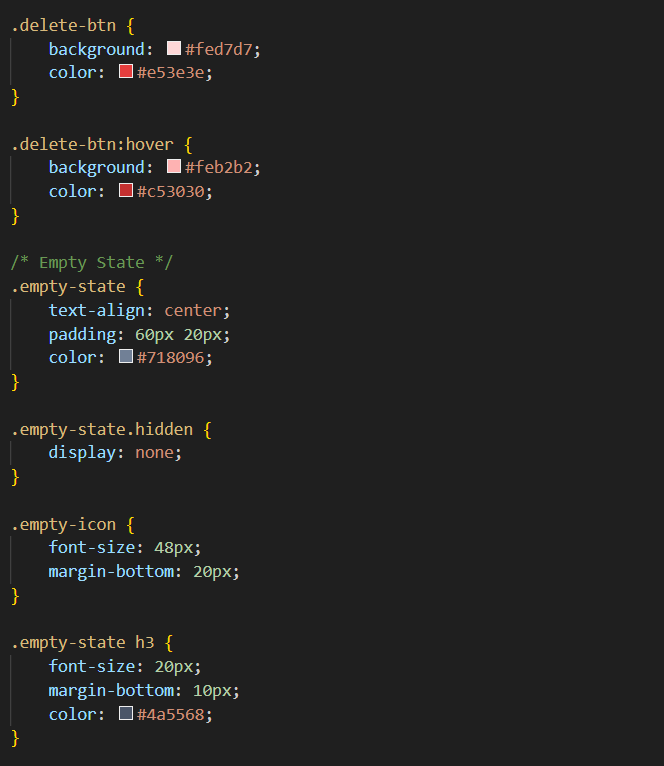 .delete-btn {
    background: #fed7d7;
    color: #e53e3e;
}

.delete-btn:hover {
    background: #feb2b2;
    color: #c53030;
}

/* Empty State */
.empty-state {
    text-align: center;
    padding: 60px 20px;
    color: #718096;
}

.empty-state.hidden {
    display: none;
}

.empty-icon {
    font-size: 48px;
    margin-bottom: 20px;
}

.empty-state h3 {
    font-size: 20px;
    margin-bottom: 10px;
    color: #4a5568;
}